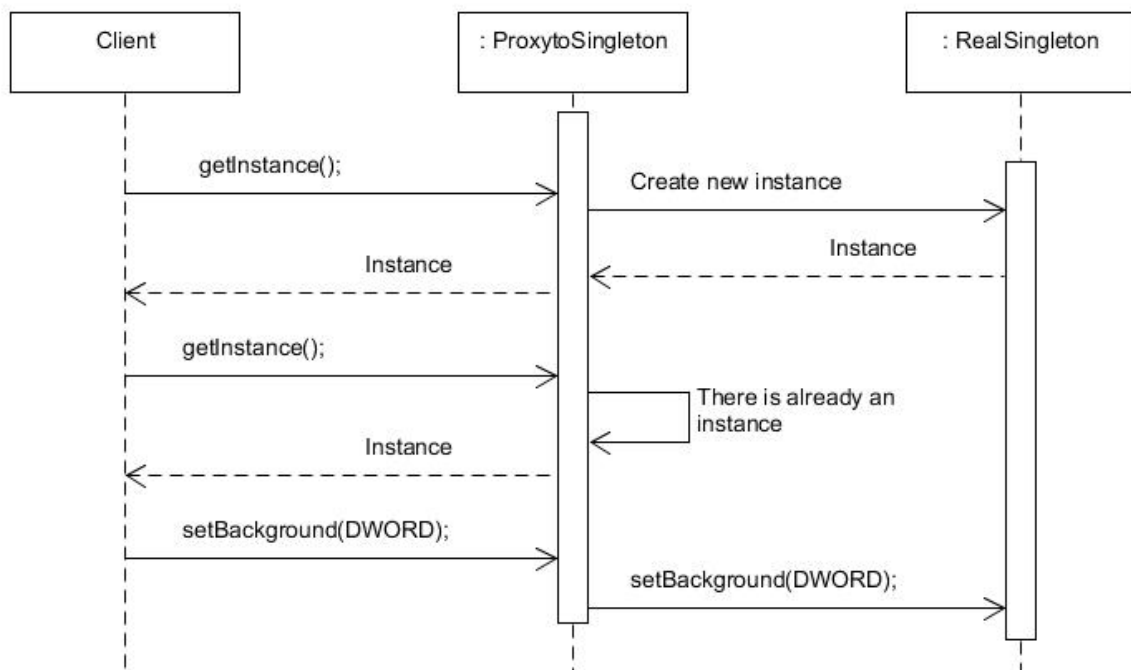 Client
: ProxytoSingleton
: RealSingleton
getInstance();
Create new instance
Instance
Instance
getInstance();
There is already an
instance
Instance
setBackground(DWORD);
setBackground(DWORD);